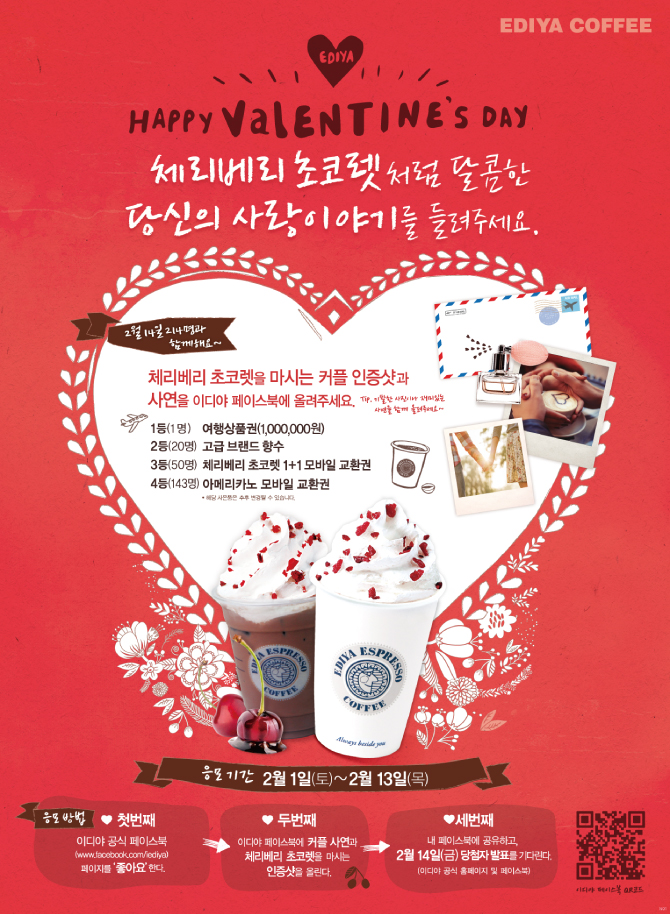 EDIYA COFFEE
EDIYA
HAPPY VaLENTINE's DAY
체리베리 초코렛처럼 달콤한
당신의 사랑이야기를 들려주세요.
2월 14일 214명과
함께해요~
체리베리 초코렛을 마시는 커플 인증샷과
사연을 이디야 페이스북에 올려주세요.
Tip. 기발한 사진이나 재미있는
사연을 함께 올려주세요~
1등(1명) 여행상품권(1,000,000원)
2등(20명) 고급 브랜드 향수
3등(50명) 체리베리 초코렛 1+1 모바일 교환권
4등(143명) 아메리카노 모바일 교환권
* 해당 사은품은 추후 변경될 수 있습니다.
EDIYA ESPRESSO
COFFEE
EDIYA ESPRESSO
COFFEE
Always beside you
응모기간 2월 1일(토)~2월 13일(목)
응모 방법
♥ 첫번째
이디야 공식 페이스북
(www.facebook.com/iediya)
페이지를 '좋아요' 한다.
♥ 두번째
이디야 페이스북에 커플 사연과
체리베리 초코렛을 마시는
인증샷을 올린다.
♥세번째
내 페이스북에 공유하고,
2월 14일(금) 당첨자 발표를 기다린다.
(이디야 공식 홈페이지 및 페이스북)
이디야 페이스북 QR코드